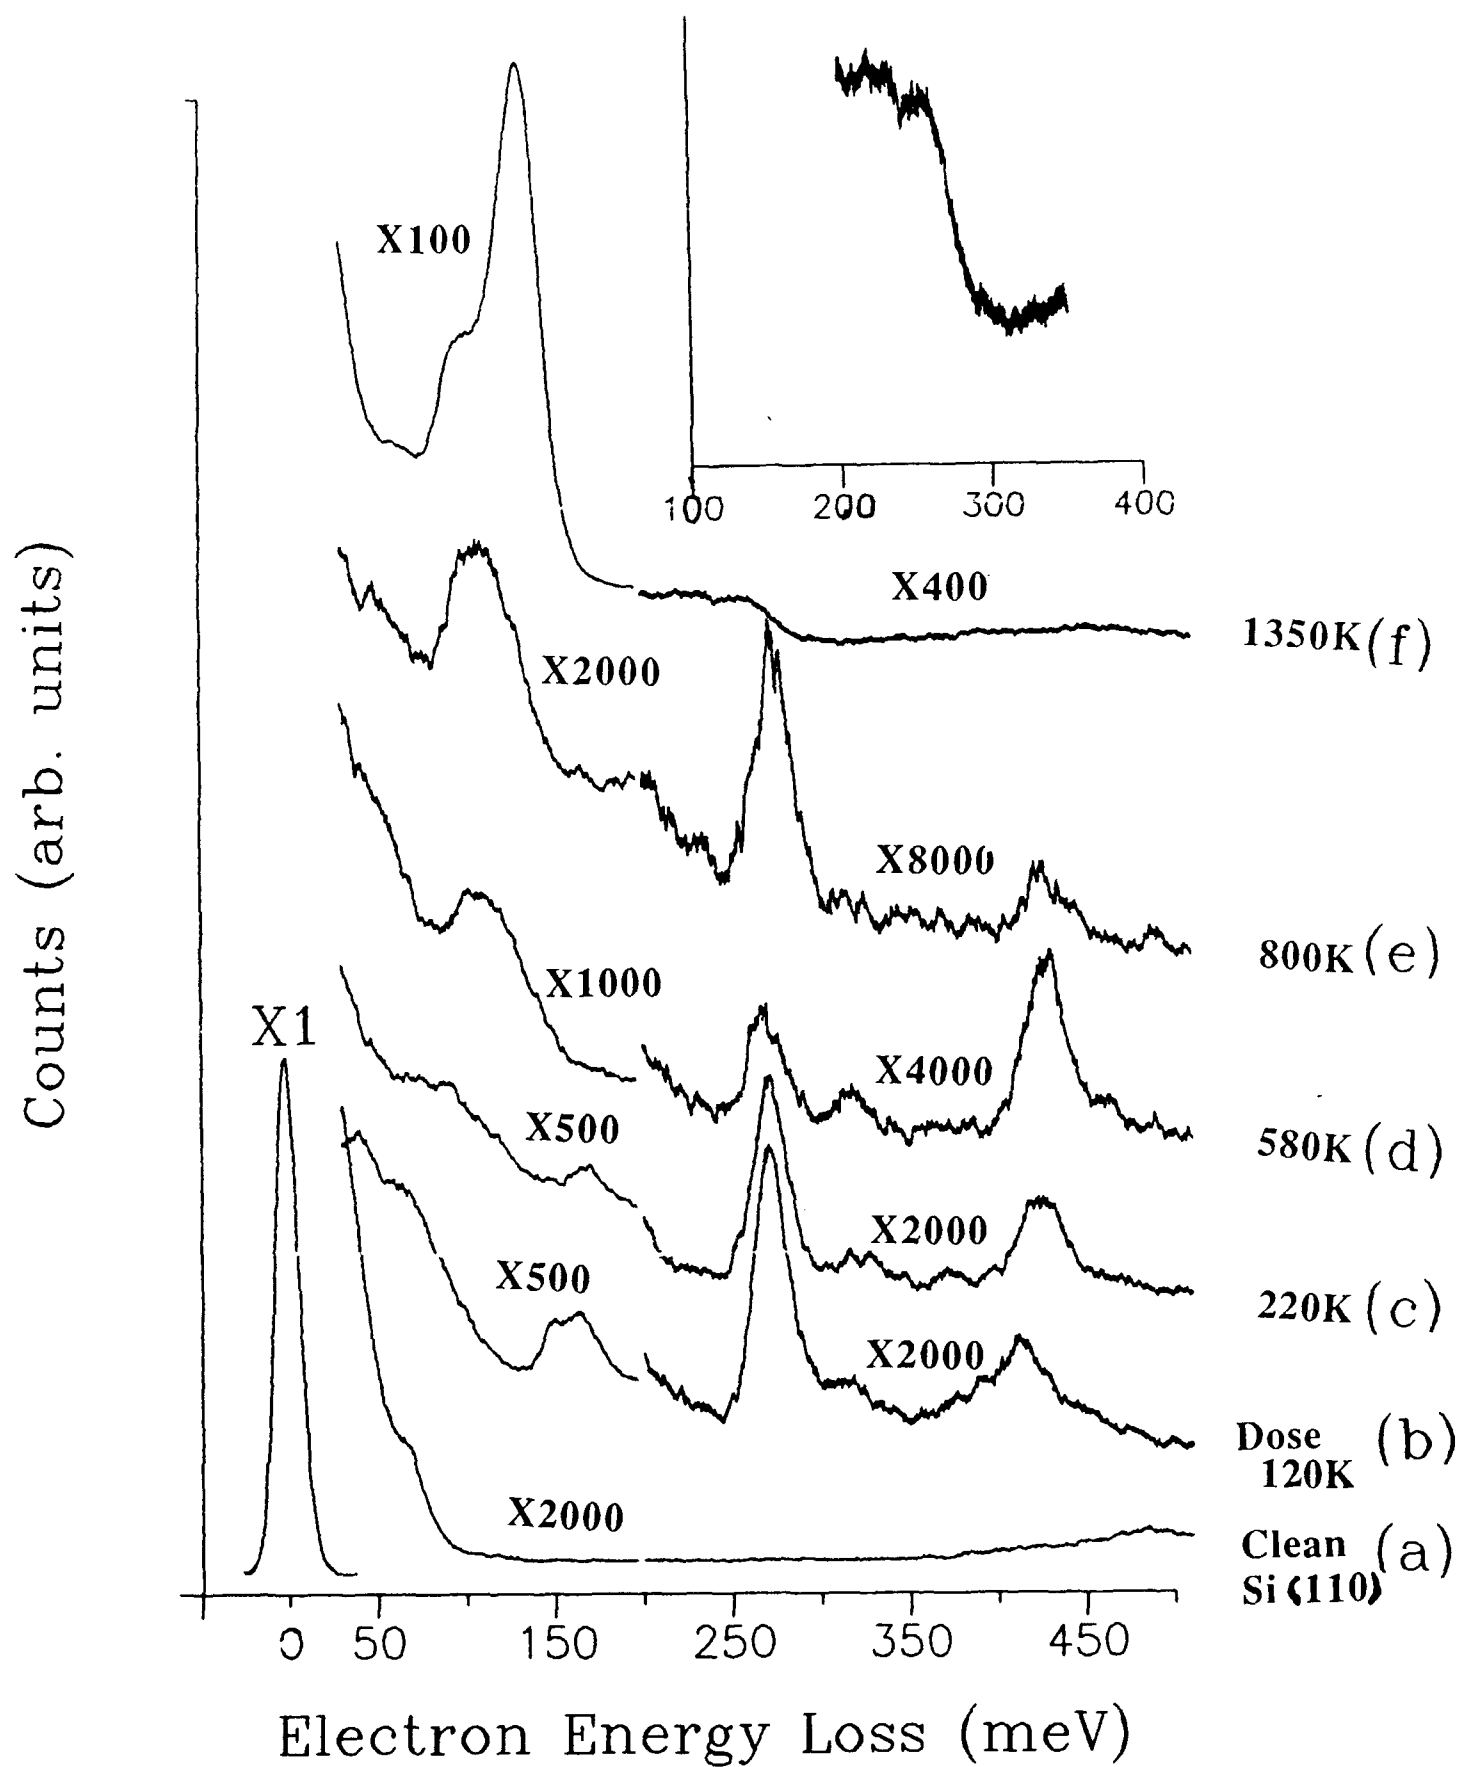 X100
100 200 300 400
X400
1350K (f)
X2000
X8000
800K (e)
X1000
X1
X4000
580K (d)
X500
X2000
220K (c)
X500
X2000
Dose (b)
120K
X2000
Clean (a)
Si (110)
0 50 150 250 350 450
Electron Energy Loss (meV)
Counts (arb. units)